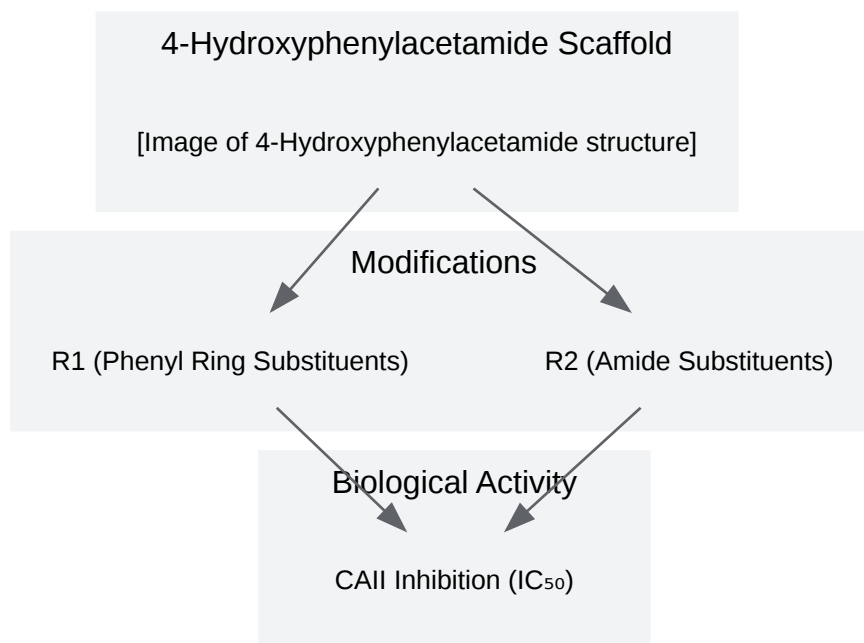 4-Hydroxyphenylacetamide Scaffold
[Image of 4-Hydroxyphenylacetamide structure]
Modifications
R1 (Phenyl Ring Substituents)
R2 (Amide Substituents)
Biological Activity
CAII Inhibition (IC₅₀)